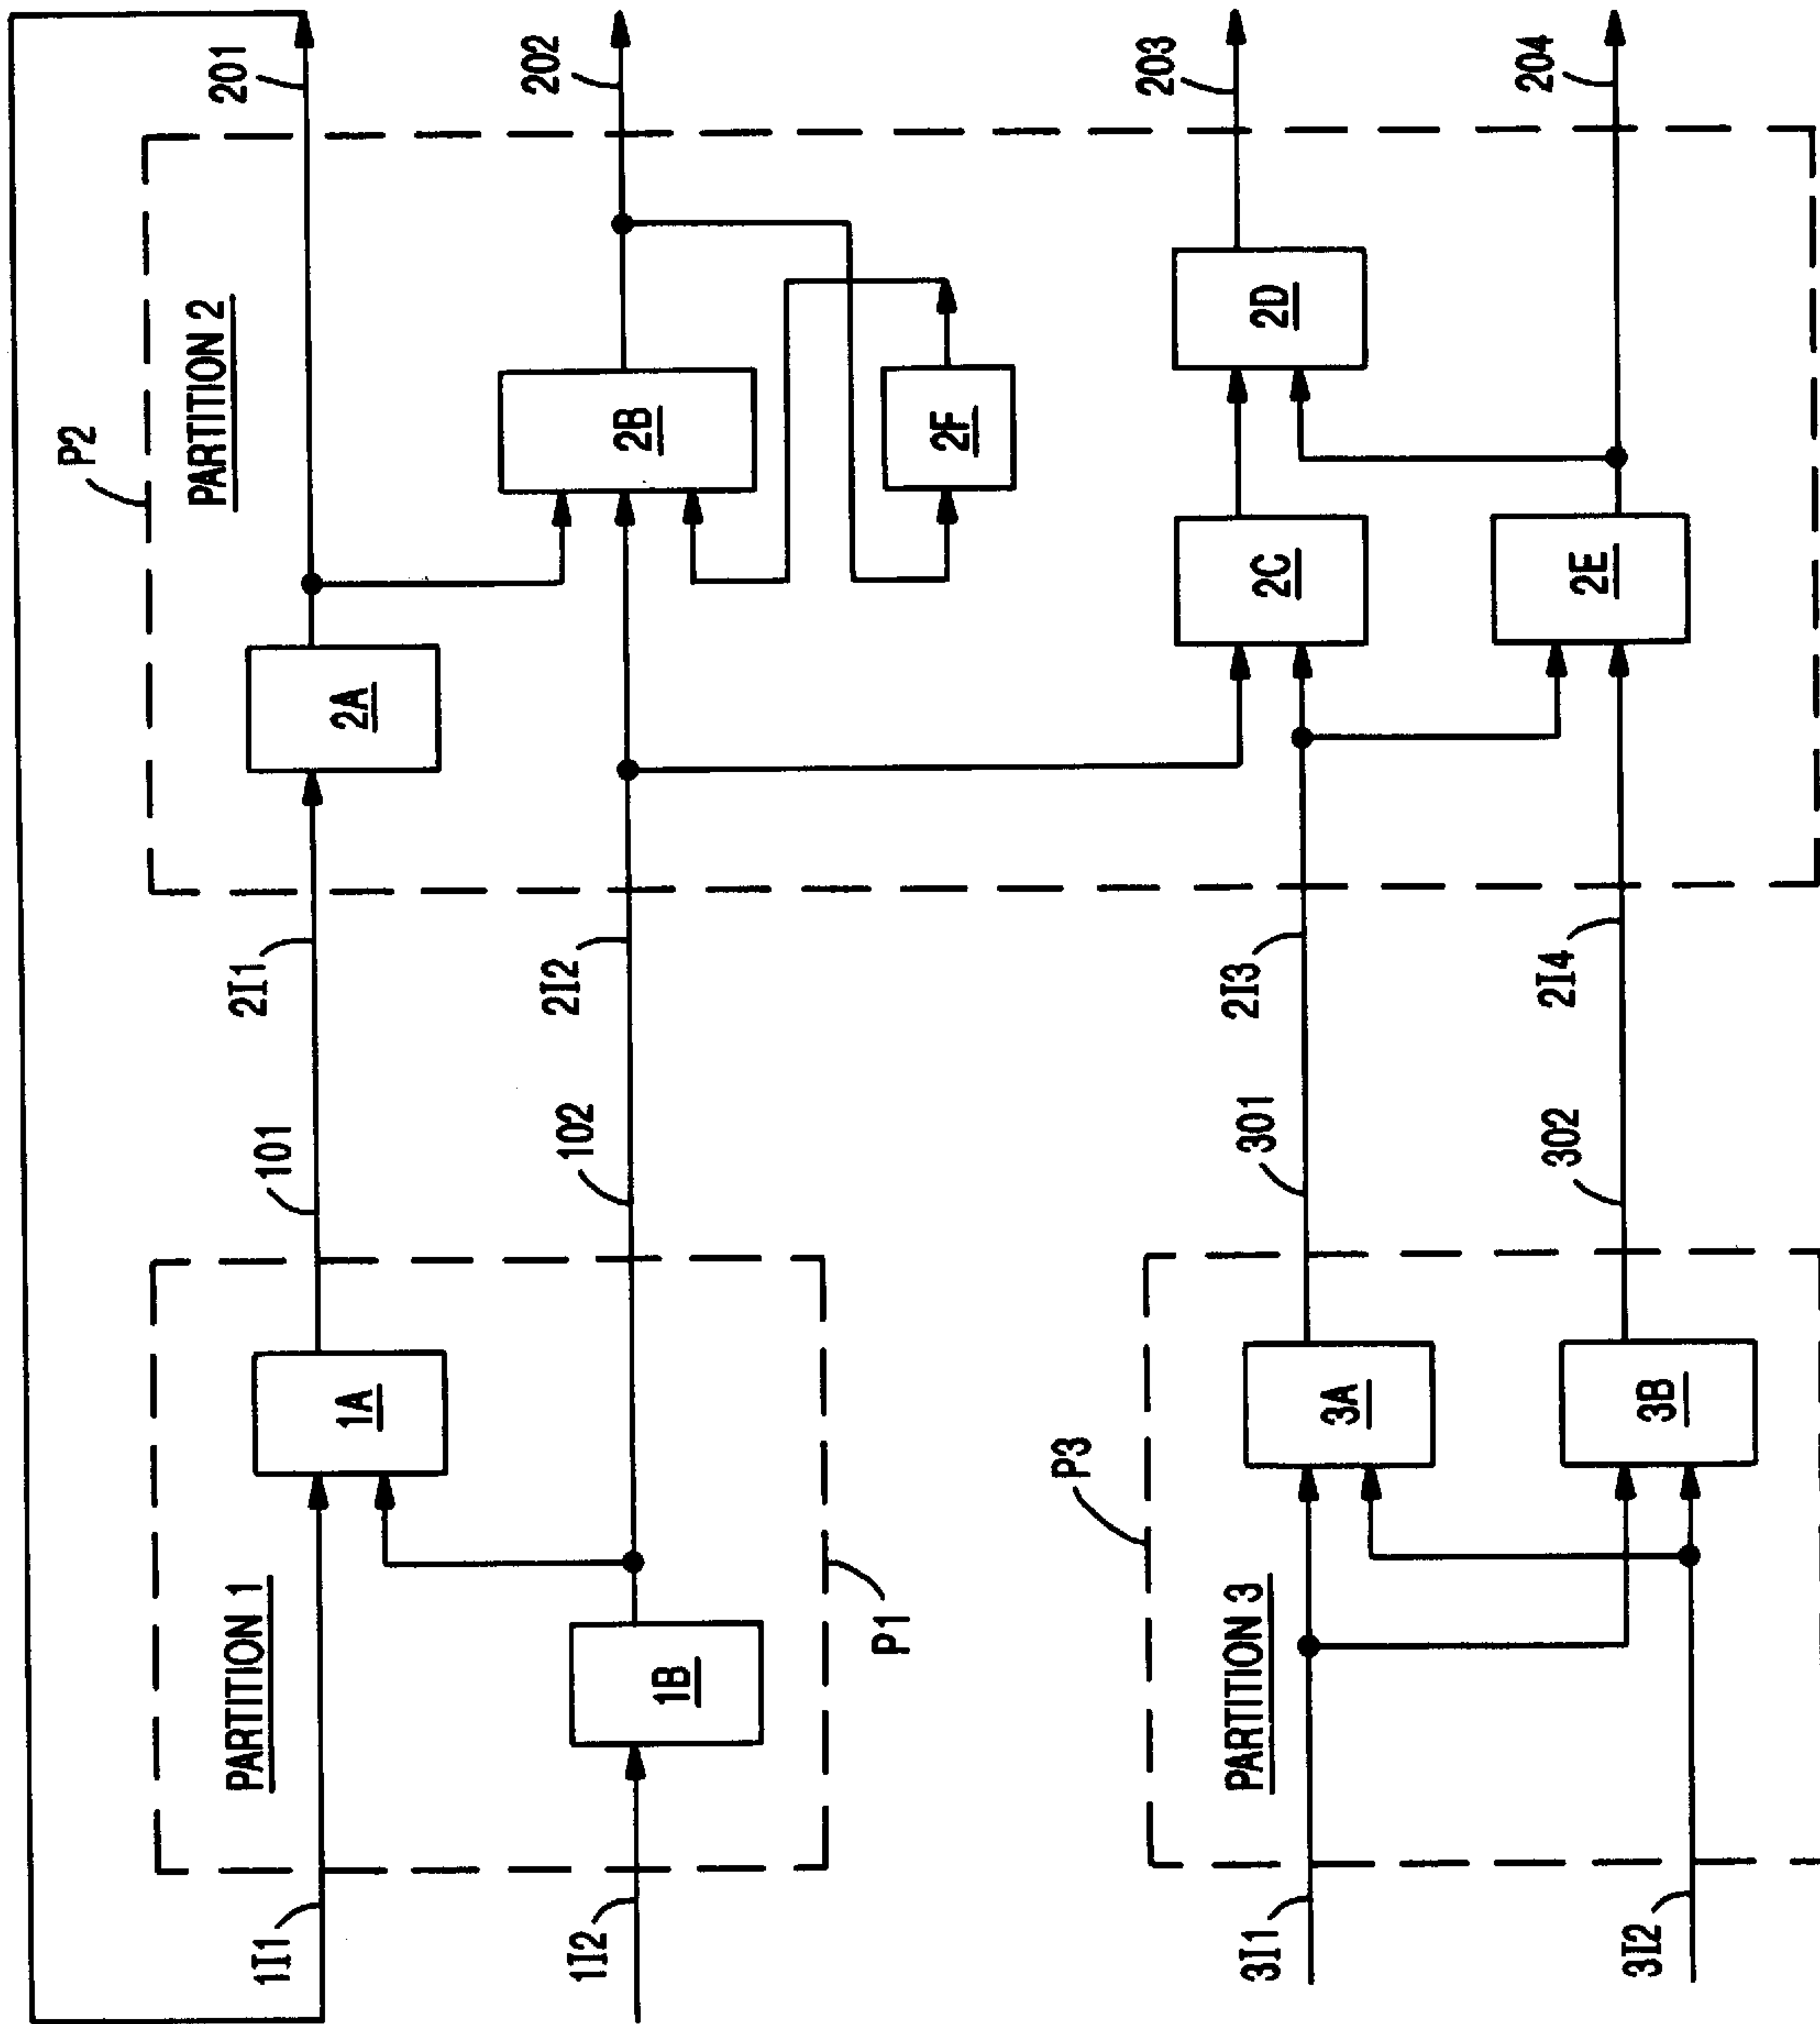 1I1
1I2
PARTITION 1
1A
1B
P1
101
102
2I1
2I2
P2
PARTITION 2
2A
2B
2F
2C
2D
2E
201
202
203
204
3I1
3I2
PARTITION 3
P3
3A
3B
301
302
2I3
2I4